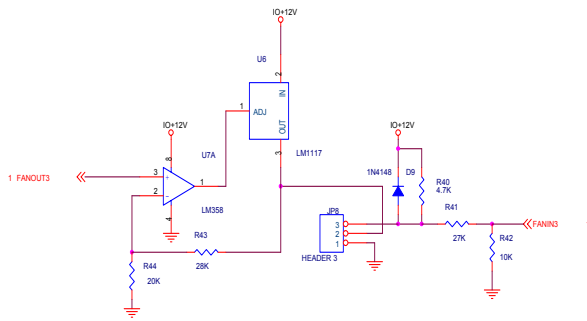 IO+12V
U6
2
IN
1
ADJ
OUT
3
LM1117
IO+12V
U7A
8
1 FANOUT3
3
+
1
2
-
4
LM358
R43
28K
R44
20K
IO+12V
1N4148
D9
R40
4.7K
JP8
3
2
1
HEADER 3
R41
27K
FANIN3
R42
10K